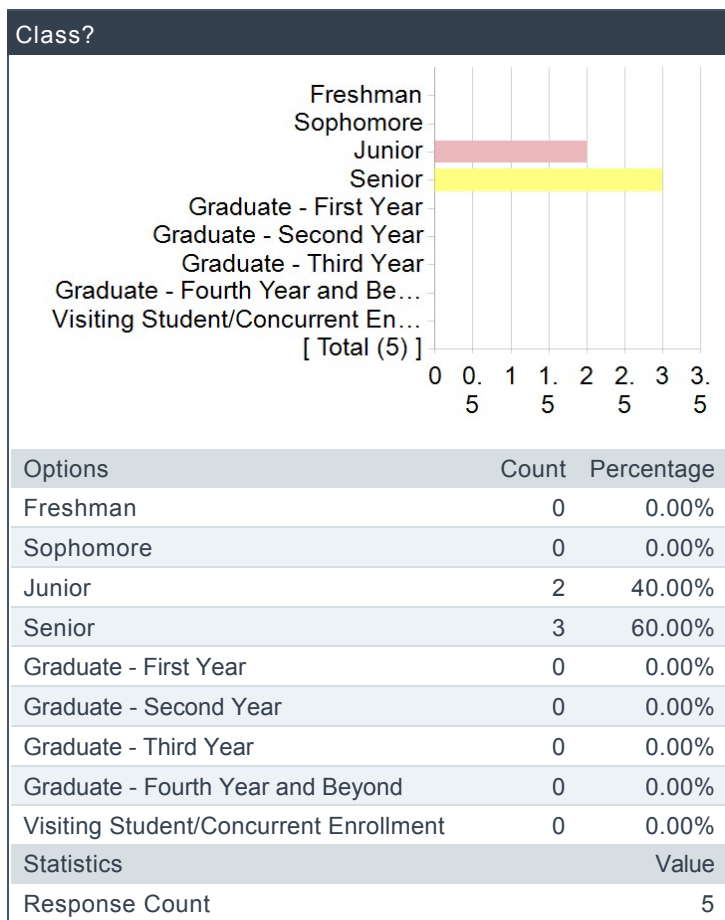 Class?
Freshman
Sophomore
Junior
Senior
Graduate - First Year
Graduate - Second Year
Graduate - Third Year
Graduate - Fourth Year and Be...
Visiting Student/Concurrent En...
[ Total (5) ]
0 0.5 1 1.5 2 2.5 3 3.5
Options Count Percentage
Freshman 0 0.00%
Sophomore 0 0.00%
Junior 2 40.00%
Senior 3 60.00%
Graduate - First Year 0 0.00%
Graduate - Second Year 0 0.00%
Graduate - Third Year 0 0.00%
Graduate - Fourth Year and Beyond 0 0.00%
Visiting Student/Concurrent Enrollment 0 0.00%
Statistics Value
Response Count 5